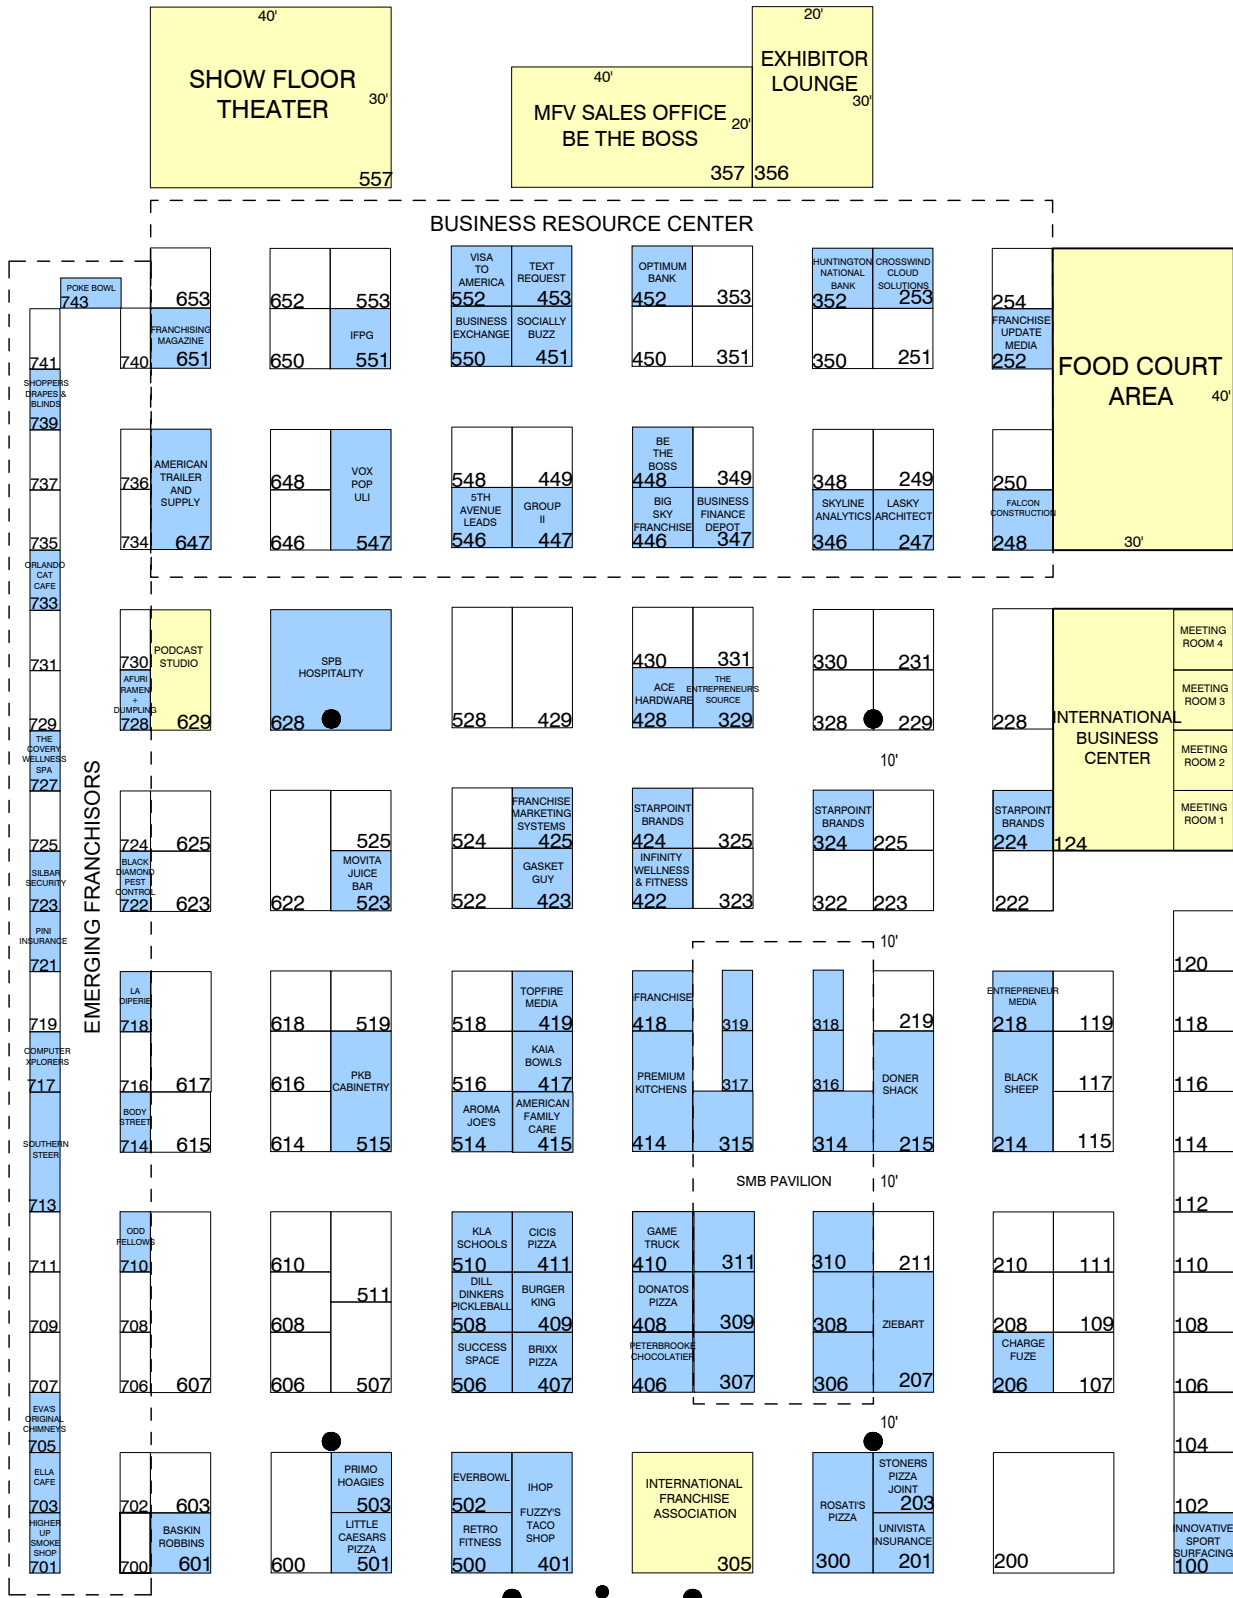 40'
SHOW FLOOR
THEATER
30'
557
40'
MFV SALES OFFICE
BE THE BOSS
20'
357
20'
EXHIBITOR
LOUNGE
30'
356
BUSINESS RESOURCE CENTER
POKE BOWL
743
653
652
553
VISA
TO
AMERICA
552
TEXT
REQUEST
453
OPTIMUM
BANK
452
353
HUNTINGTON
NATIONAL
BANK
352
CROSSWIND
CLOUD
SOLUTIONS
253
254
741
740
FRANCHISING
MAGAZINE
651
650
IFPG
551
BUSINESS
EXCHANGE
550
SOCIALLY
BUZZ
451
450
351
350
251
FRANCHISE
UPDATE
MEDIA
252
FOOD COURT
AREA
40'
30'
SHOPPERS
DRAPES &
BLINDS
739
737
736
AMERICAN
TRAILER
AND
SUPPLY
647
648
VOX
POP
ULI
547
548
449
BE
THE
BOSS
448
349
348
249
250
735
734
646
5TH
AVENUE
LEADS
546
GROUP
II
447
BIG
SKY
FRANCHISE
446
BUSINESS
FINANCE
DEPOT
347
SKYLINE
ANALYTICS
346
LASKY
ARCHITECT
247
FALCON
CONSTRUCTION
248
ORLANDO
CAT
CAFE
733
731
730
PODCAST
STUDIO
629
SPB
HOSPITALITY
628
528
429
430
331
330
231
228
INTERNATIONAL
BUSINESS
CENTER
124
MEETING
ROOM 4
MEETING
ROOM 3
MEETING
ROOM 2
MEETING
ROOM 1
729
AFURI
RAMEN
+
DUMPLING
728
ACE
HARDWARE
428
THE
ENTREPRENEURS
SOURCE
329
328
229
10'
THE
COVERY
WELLNESS
SPA
727
EMERGING FRANCHISORS
725
724
625
525
524
FRANCHISE
MARKETING
SYSTEMS
425
STARPOINT
BRANDS
424
325
STARPOINT
BRANDS
324
225
STARPOINT
BRANDS
224
SILBAR
SECURITY
723
BLACK
DIAMOND
PEST
CONTROL
722
623
622
MOVITA
JUICE
BAR
523
522
GASKET
GUY
423
INFINITY
WELLNESS
& FITNESS
422
323
322
223
222
PINI
INSURANCE
721
10'
120
719
LA
DIPERIE
718
618
519
518
TOPFIRE
MEDIA
419
IFRANCHISE
418
319
318
219
ENTREPRENEUR
MEDIA
218
119
118
COMPUTER
XPLORERS
717
716
617
616
PKB
CABINETRY
515
516
KAIA
BOWLS
417
PREMIUM
KITCHENS
414
317
316
DONER
SHACK
215
BLACK
SHEEP
214
117
116
SOUTHERN
STEER
713
BODY
STREET
714
615
614
AROMA
JOE'S
514
AMERICAN
FAMILY
CARE
415
315
314
115
114
SMB PAVILION
10'
112
711
ODD
FELLOWS
710
610
511
KLA
SCHOOLS
510
CICIS
PIZZA
411
GAME
TRUCK
410
311
310
211
210
111
110
709
708
608
DILL
DINKERS
PICKLEBALL
508
BURGER
KING
409
DONATOS
PIZZA
408
309
308
ZIEBART
207
208
109
108
707
706
607
606
507
SUCCESS
SPACE
506
BRIXX
PIZZA
407
PETERBROOKE
CHOCOLATIER
406
307
306
CHARGE
FUZE
206
107
106
EVA'S
ORIGINAL
CHIMNEYS
705
10'
104
ELLA
CAFE
703
702
603
PRIMO
HOAGIES
503
EVERBOWL
502
IHOP
FUZZY'S
TACO
SHOP
401
INTERNATIONAL
FRANCHISE
ASSOCIATION
305
ROSATI'S
PIZZA
300
STONERS
PIZZA
JOINT
203
102
HIGHER
UP
SMOKE
SHOP
701
700
BASKIN
ROBBINS
601
600
LITTLE
CAESARS
PIZZA
501
RETRO
FITNESS
500
UNIVISTA
INSURANCE
201
200
INNOVATIVE
SPORT
SURFACING
100